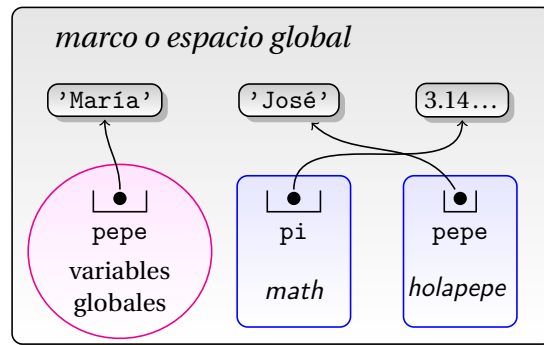 marco o espacio global
’María’ ’José’ 3.14...
pepe pi pepe
variables
globales
math holapepe